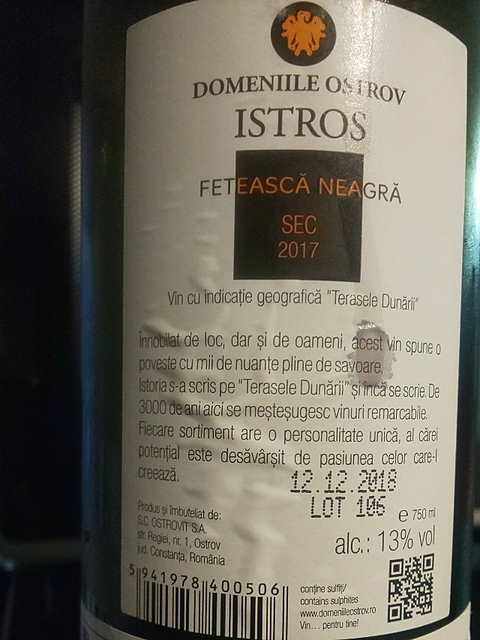 DOMENIILE OSTROV
ISTROS
FETEASCĂ NEAGRĂ
SEC
2017
Vin cu indicație geografică "Terasele Dunării"
Înnobilat de loc, dar și de oameni, acest vin spune o
poveste cu mii de nuanțe pline de savoare.
Istoria s-a scris pe "Terasele Dunării" și încă se scrie. De
3000 de ani aici se meșteșugesc vinuri remarcabile.
Fiecare sortiment are o personalitate unică, al cărei
potențial este desăvârșit de pasiunea celor care-l
creează.
12.12.2018
LOT 106
e 750 ml
alc.: 13% vol
Produs și îmbuteliat de:
S.C OSTROVIT S.A.
str. Regiei, nr. 1, Ostrov
jud. Constanța, România
5 941978 400506
conține sulfiți/
contains sulphites
www.domeniileostrov.ro
Vin... pentru tine!